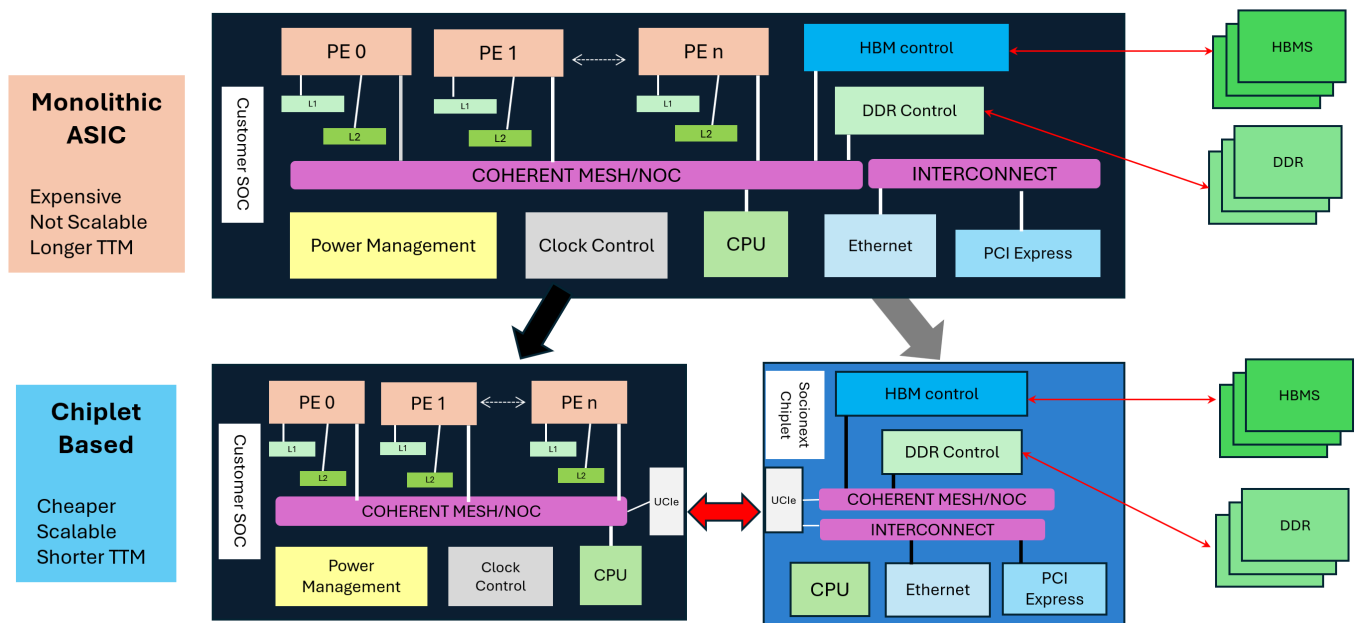 Monolithic
ASIC
Expensive
Not Scalable
Longer TTM
Customer SOC
PE 0
PE 1
PE n
L1
L2
L1
L2
L1
L2
HBM control
DDR Control
COHERENT MESH/NOC
INTERCONNECT
Power Management
Clock Control
CPU
Ethernet
PCI Express
HBMS
DDR
Chiplet
Based
Cheaper
Scalable
Shorter TTM
Customer SOC
PE 0
PE 1
PE n
L1
L2
L1
L2
L1
L2
COHERENT MESH/NOC
UCIe
Power
Management
Clock
Control
CPU
Socionext
Chiplet
HBM control
DDR Control
UCIe
COHERENT MESH/NOC
INTERCONNECT
CPU
Ethernet
PCI
Express
HBMS
DDR